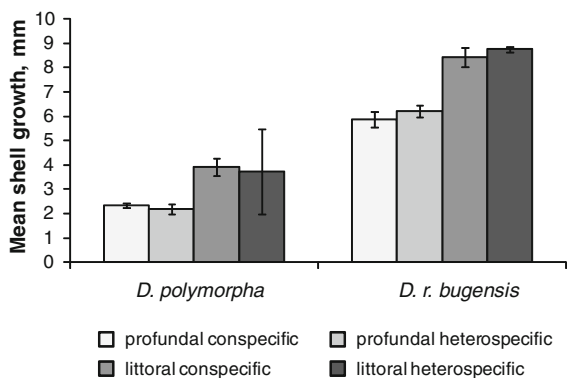 Mean shell growth, mm
10
9
8
7
6
5
4
3
2
1
0
D. polymorpha D. r. bugensis
profundal conspecific profundal heterospecific
littoral conspecific littoral heterospecific